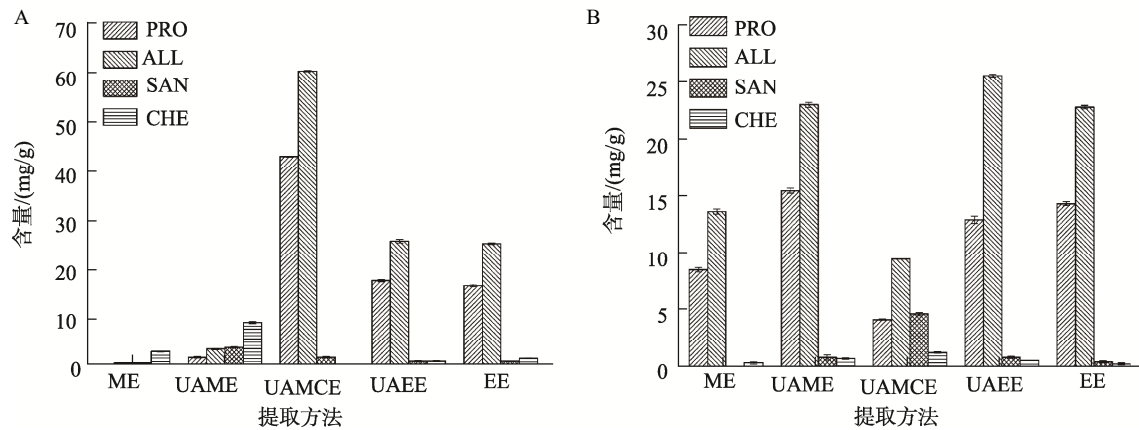 A
PRO
ALL
SAN
CHE
70
60
50
40
30
20
10
0
含量/(mg/g)
ME UAME UAMCE UAEE EE
提取方法
B
PRO
ALL
SAN
CHE
30
25
20
15
10
5
0
含量/(mg/g)
ME UAME UAMCE UAEE EE
提取方法